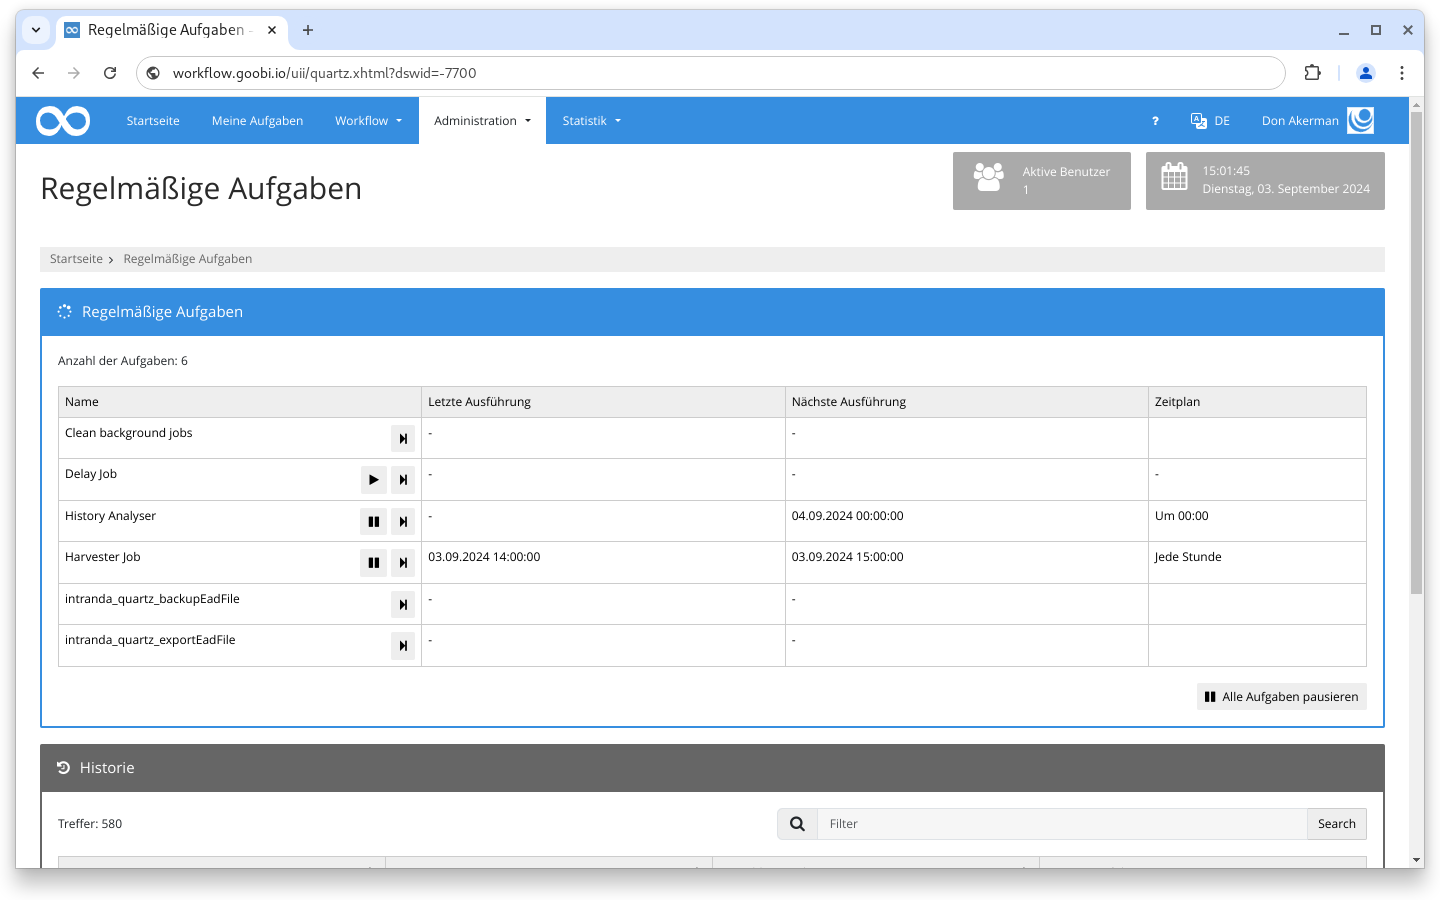 Regelmäßige Aufgaben -
workflow.goobi.io/uii/quartz.xhtml?dswid=-7700
Startseite Meine Aufgaben Workflow Administration Statistik ? DE Don Akerman
Regelmäßige Aufgaben
Aktive Benutzer
1
15:01:45
Dienstag, 03. September 2024
Startseite Regelmäßige Aufgaben
Regelmäßige Aufgaben
Anzahl der Aufgaben: 6
Name Letzte Ausführung Nächste Ausführung Zeitplan
Clean background jobs - -
Delay Job - - -
History Analyser - 04.09.2024 00:00:00 Um 00:00
Harvester Job 03.09.2024 14:00:00 03.09.2024 15:00:00 Jede Stunde
intranda_quartz_backupEadFile - -
intranda_quartz_exportEadFile - -
Alle Aufgaben pausieren
Historie
Treffer: 580 Filter Search